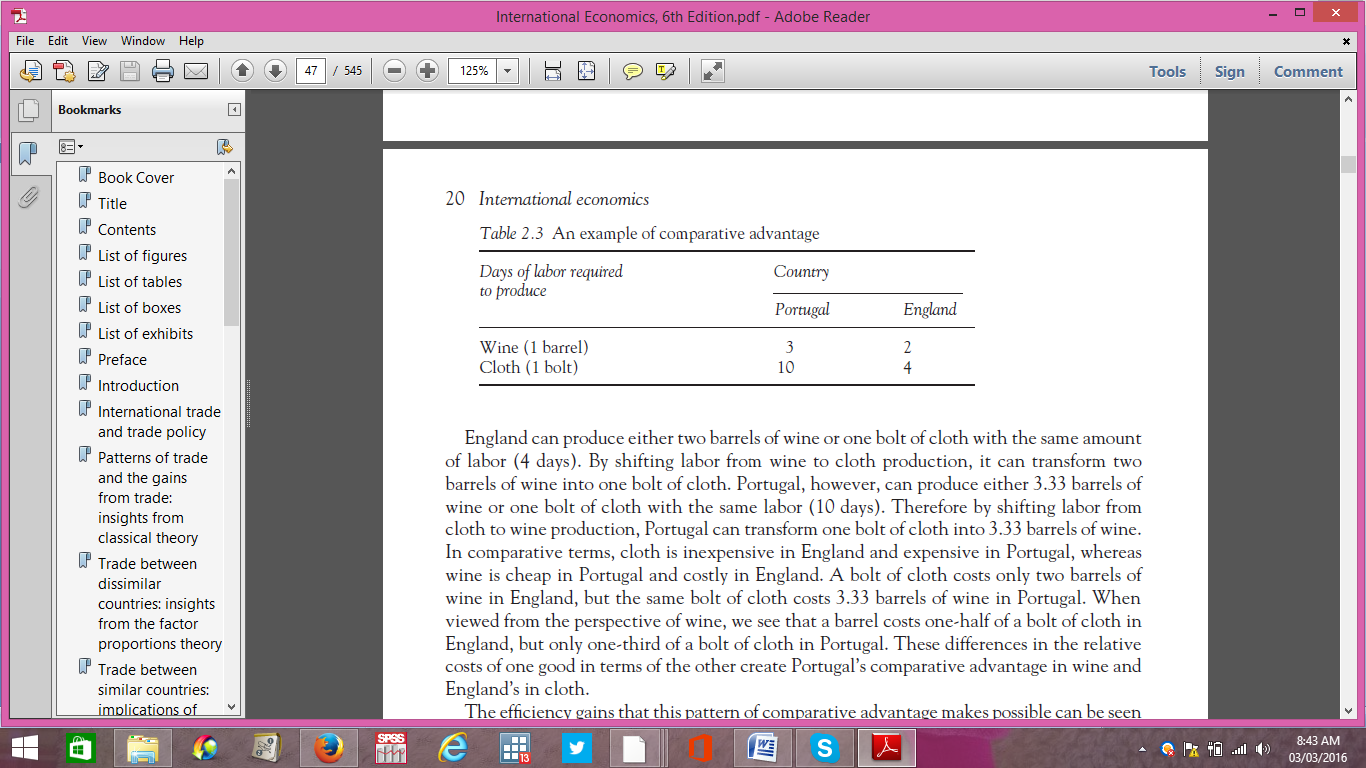 International Economics, 6th Edition.pdf - Adobe Reader
File Edit View Window Help
47 / 545 125% Tools Sign Comment
Bookmarks
Book Cover
Title
Contents
List of figures
List of tables
List of boxes
List of exhibits
Preface
Introduction
International trade
and trade policy
Patterns of trade
and the gains
from trade:
insights from
classical theory
Trade between
dissimilar
countries: insights
from the factor
proportions theory
Trade between
similar countries:
implications of
20 International economics
Table 2.3 An example of comparative advantage
Days of labor required Country
to produce
Portugal England
Wine (1 barrel) 3 2
Cloth (1 bolt) 10 4
England can produce either two barrels of wine or one bolt of cloth with the same amount
of labor (4 days). By shifting labor from wine to cloth production, it can transform two
barrels of wine into one bolt of cloth. Portugal, however, can produce either 3.33 barrels of
wine or one bolt of cloth with the same labor (10 days). Therefore by shifting labor from
cloth to wine production, Portugal can transform one bolt of cloth into 3.33 barrels of wine.
In comparative terms, cloth is inexpensive in England and expensive in Portugal, whereas
wine is cheap in Portugal and costly in England. A bolt of cloth costs only two barrels of
wine in England, but the same bolt of cloth costs 3.33 barrels of wine in Portugal. When
viewed from the perspective of wine, we see that a barrel costs one-half of a bolt of cloth in
England, but only one-third of a bolt of cloth in Portugal. These differences in the relative
costs of one good in terms of the other create Portugal's comparative advantage in wine and
England's in cloth.
The efficiency gains that this pattern of comparative advantage makes possible can be seen
SPSS
13
8:43 AM
03/03/2016